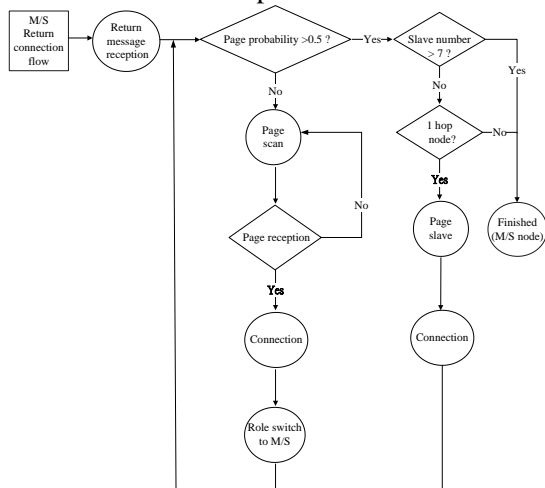 M/S
Return
connection
flow
Return
message
reception
Page probability >0.5 ?
Yes
Slave number
> 7 ?
Yes
No
No
Page
scan
1 hop
node?
No
Yes
No
Page reception
Page
slave
Finished
(M/S node)
Yes
Connection
Connection
Role switch
to M/S